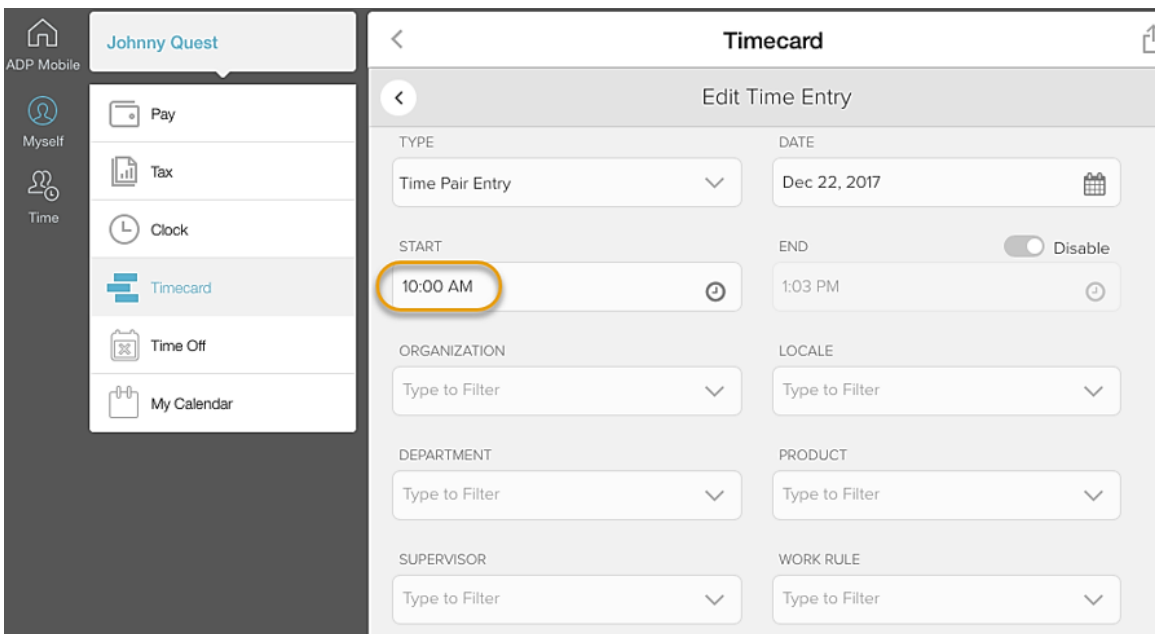 ADP Mobile
Myself
Time
Johnny Quest
Pay
Tax
Clock
Timecard
Time Off
My Calendar
Timecard
Edit Time Entry
TYPE
Time Pair Entry
DATE
Dec 22, 2017
START
10:00 AM
END
Disable
1:03 PM
ORGANIZATION
Type to Filter
LOCALE
Type to Filter
DEPARTMENT
Type to Filter
PRODUCT
Type to Filter
SUPERVISOR
Type to Filter
WORK RULE
Type to Filter